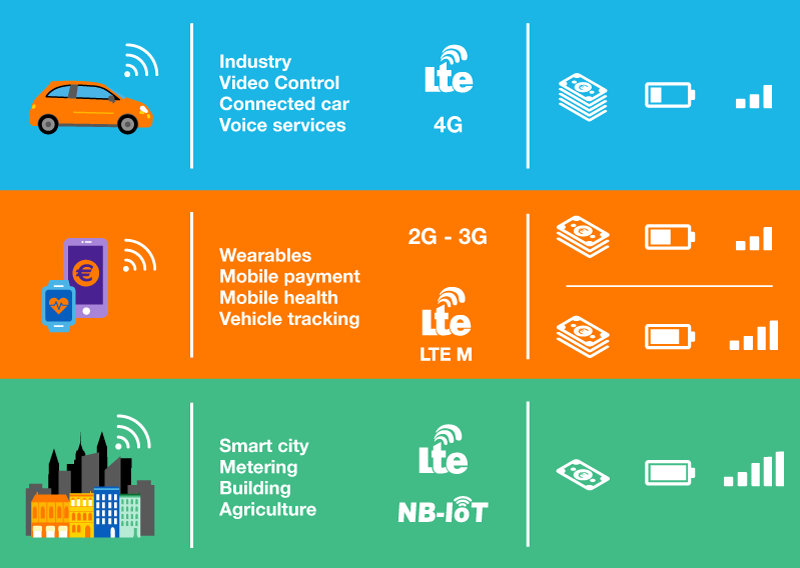 Industry
Video Control
Connected car
Voice services
Lte
4G
€
Wearables
Mobile payment
Mobile health
Vehicle tracking
2G - 3G
€
Lte
LTE M
€
Smart city
Metering
Building
Agriculture
Lte
NB-IoT
€